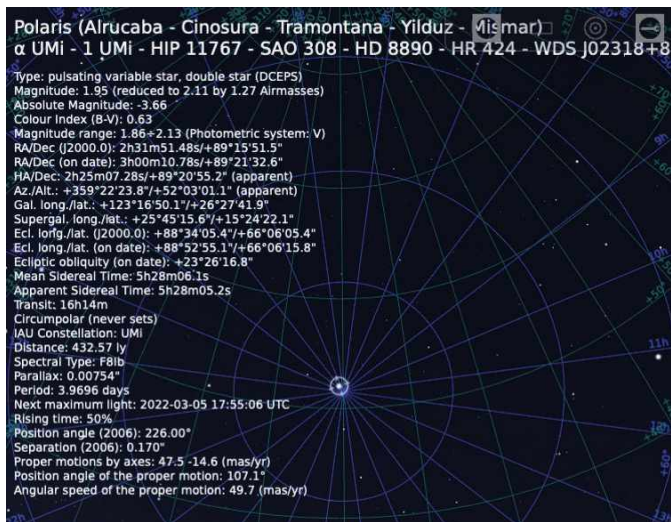 Polaris (Alrucaba - Cinosura - Tramontana - Yilduz - Mismar)
α UMi - 1 UMi - HIP 11767 - SAO 308 - HD 8890 - HR 424 - WDS J02318+8
Type: pulsating variable star, double star (DCEPS)
Magnitude: 1.95 (reduced to 2.11 by 1.27 Airmasses)
Absolute Magnitude: -3.66
Colour Index (B-V): 0.63
Magnitude range: 1.86÷2.13 (Photometric system: V)
RA/Dec (J2000.0): 2h31m51.48s/+89°15'51.5"
RA/Dec (on date): 3h00m10.78s/+89°21'32.6"
HA/Dec: 2h25m07.28s/+89°20'55.2" (apparent)
Az./Alt.: +359°22'23.8"/+52°03'01.1" (apparent)
Gal. long./lat.: +123°16'50.1"/+26°27'41.9"
Supergal. long./lat.: +25°45'15.6"/+15°24'22.1"
Ecl. long./lat. (J2000.0): +88°34'05.4"/+66°06'05.4"
Ecl. long./lat. (on date): +88°52'55.1"/+66°06'15.8"
Ecliptic obliquity (on date): +23°26'16.8"
Mean Sidereal Time: 5h28m06.1s
Apparent Sidereal Time: 5h28m05.2s
Transit: 16h14m
Circumpolar (never sets)
IAU Constellation: UMi
Distance: 432.57 ly
Spectral Type: F8Ib
Parallax: 0.00754"
Period: 3.9696 days
Next maximum light: 2022-03-05 17:55:06 UTC
Rising time: 50%
Position angle (2006): 226.00°
Separation (2006): 0.170"
Proper motions by axes: 47.5 -14.6 (mas/yr)
Position angle of the proper motion: 107.1°
Angular speed of the proper motion: 49.7 (mas/yr)
11h